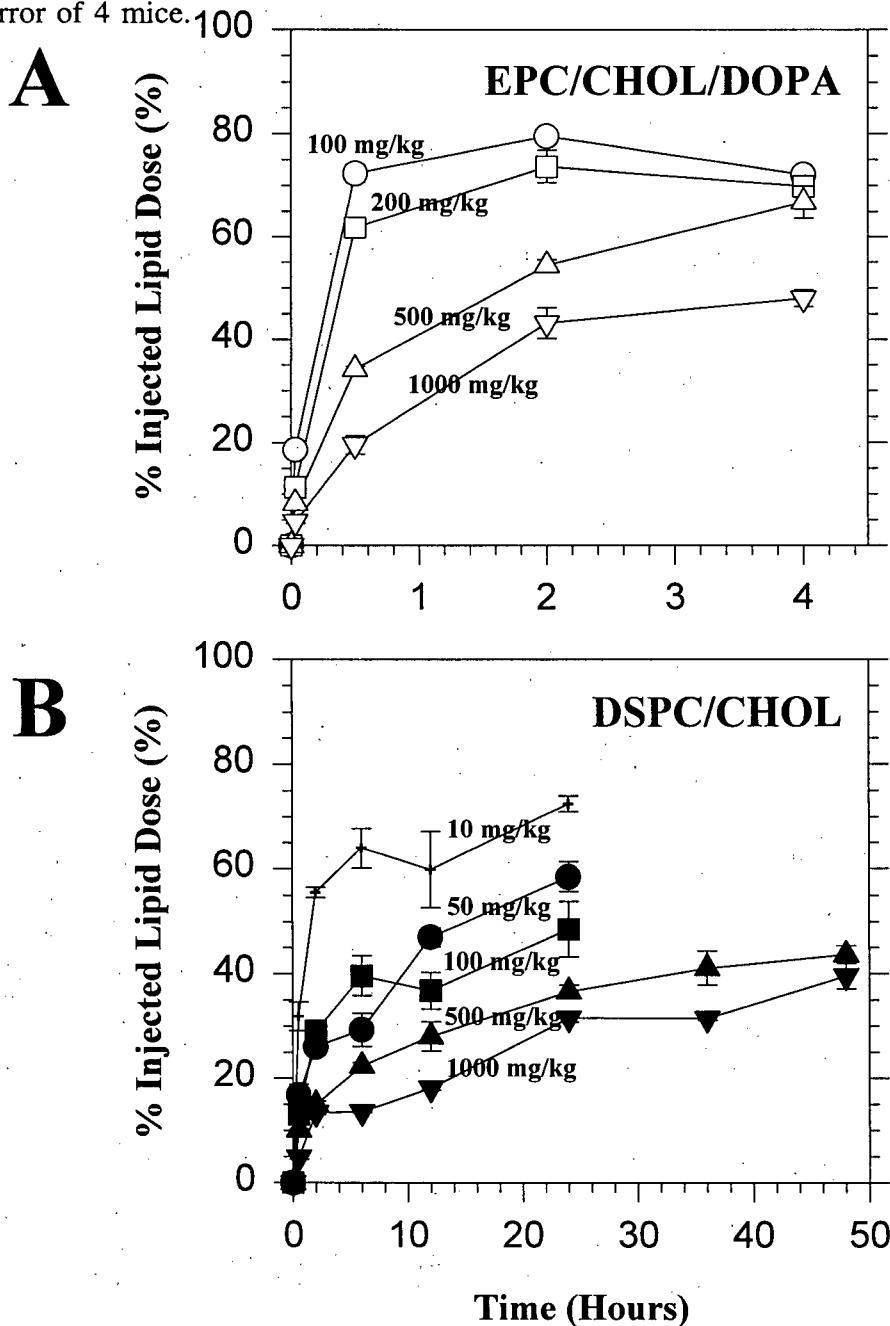 rror of 4 mice.
A
EPC/CHOL/DOPA
% Injected Lipid Dose (%)
100
80
60
40
20
0
100 mg/kg
200 mg/kg
500 mg/kg
1000 mg/kg
0 1 2 3 4
B
DSPC/CHOL
% Injected Lipid Dose (%)
100
80
60
40
20
0
10 mg/kg
50 mg/kg
100 mg/kg
500 mg/kg
1000 mg/kg
0 10 20 30 40 50
Time (Hours)